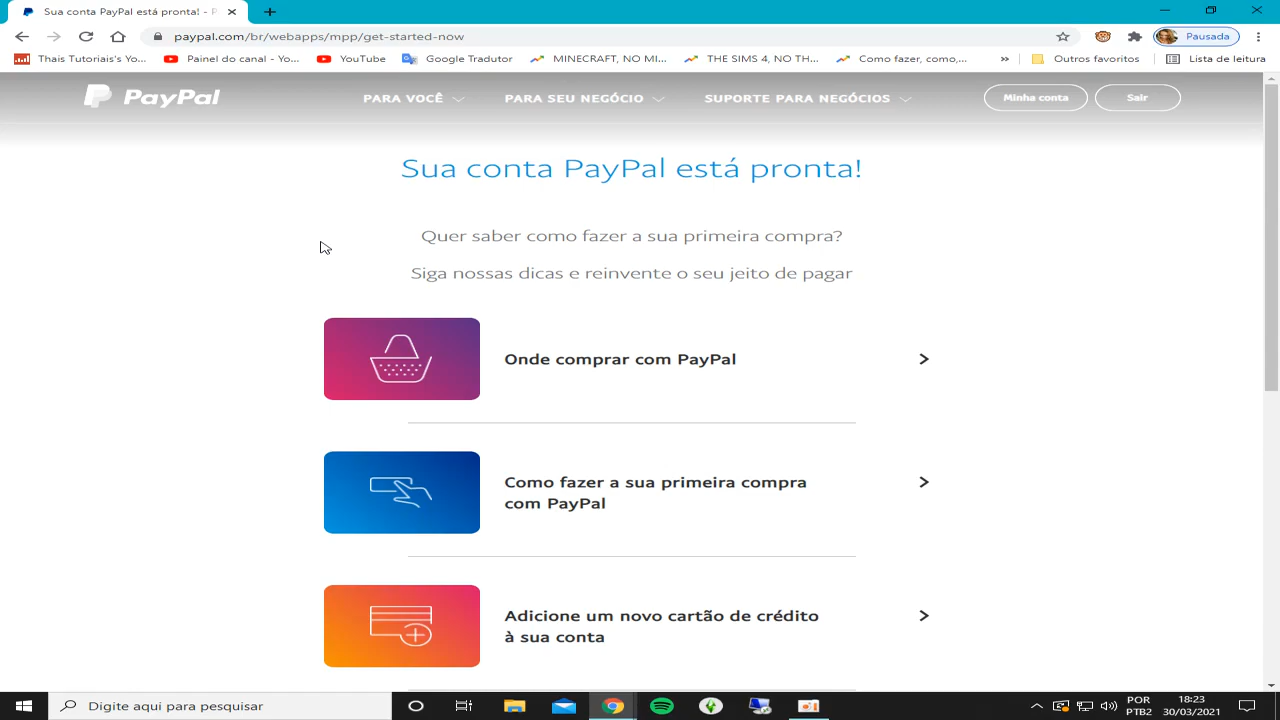 Sua conta PayPal está pronta! - P
paypal.com/br/webapps/mpp/get-started-now
Pausada
Thais Tutoriais's Yo...
Painel do canal - Yo...
YouTube
Google Tradutor
MINECRAFT, NO MI...
THE SIMS 4, NO TH...
Como fazer, como,...
»
Outros favoritos
Lista de leitura
PayPal
PARA VOCÊ
PARA SEU NEGÓCIO
SUPORTE PARA NEGÓCIOS
Minha conta
Sair
Sua conta PayPal está pronta!
Quer saber como fazer a sua primeira compra?
Siga nossas dicas e reinvente o seu jeito de pagar
Onde comprar com PayPal
Como fazer a sua primeira compra
com PayPal
Adicione um novo cartão de crédito
à sua conta
Digite aqui para pesquisar
POR
PTB2
18:23
30/03/2021